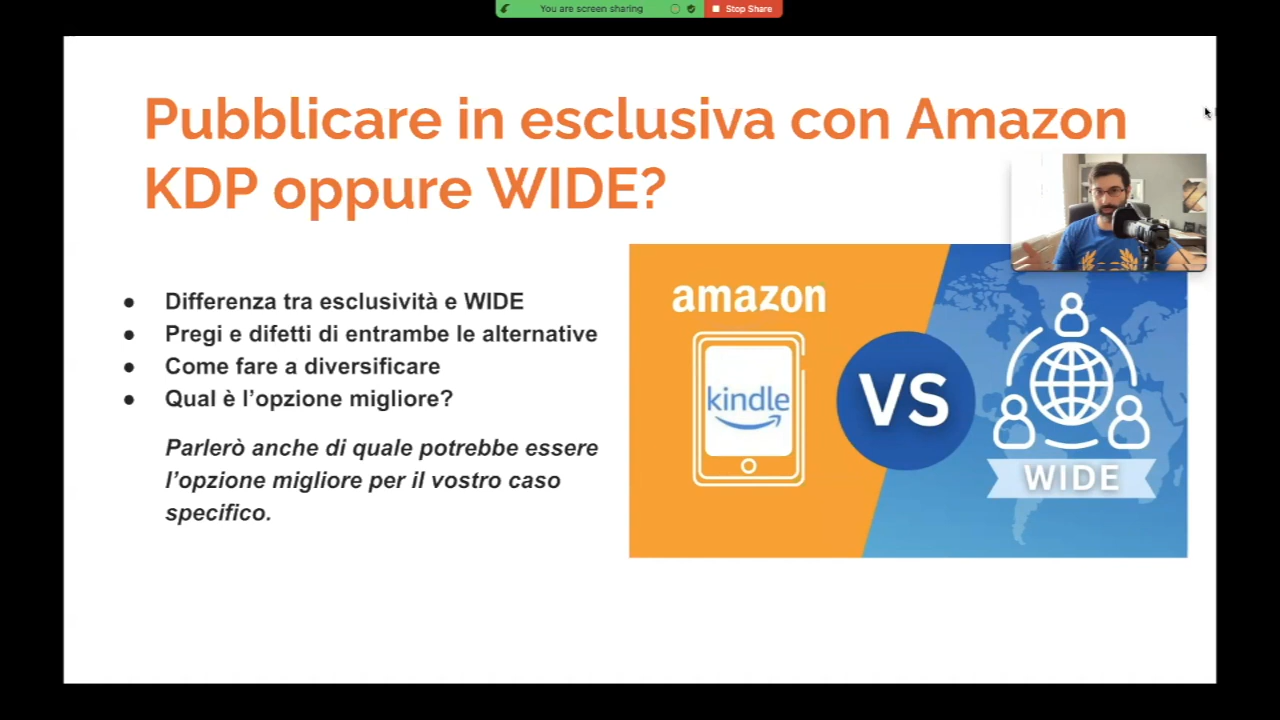 You are screen sharing
Stop Share
Pubblicare in esclusiva con Amazon
KDP oppure WIDE?
● Differenza tra esclusività e WIDE
● Pregi e difetti di entrambe le alternative
● Come fare a diversificare
● Qual è l’opzione migliore?
Parlerò anche di quale potrebbe essere
l’opzione migliore per il vostro caso
specifico.
amazon
kindle
VS
WIDE